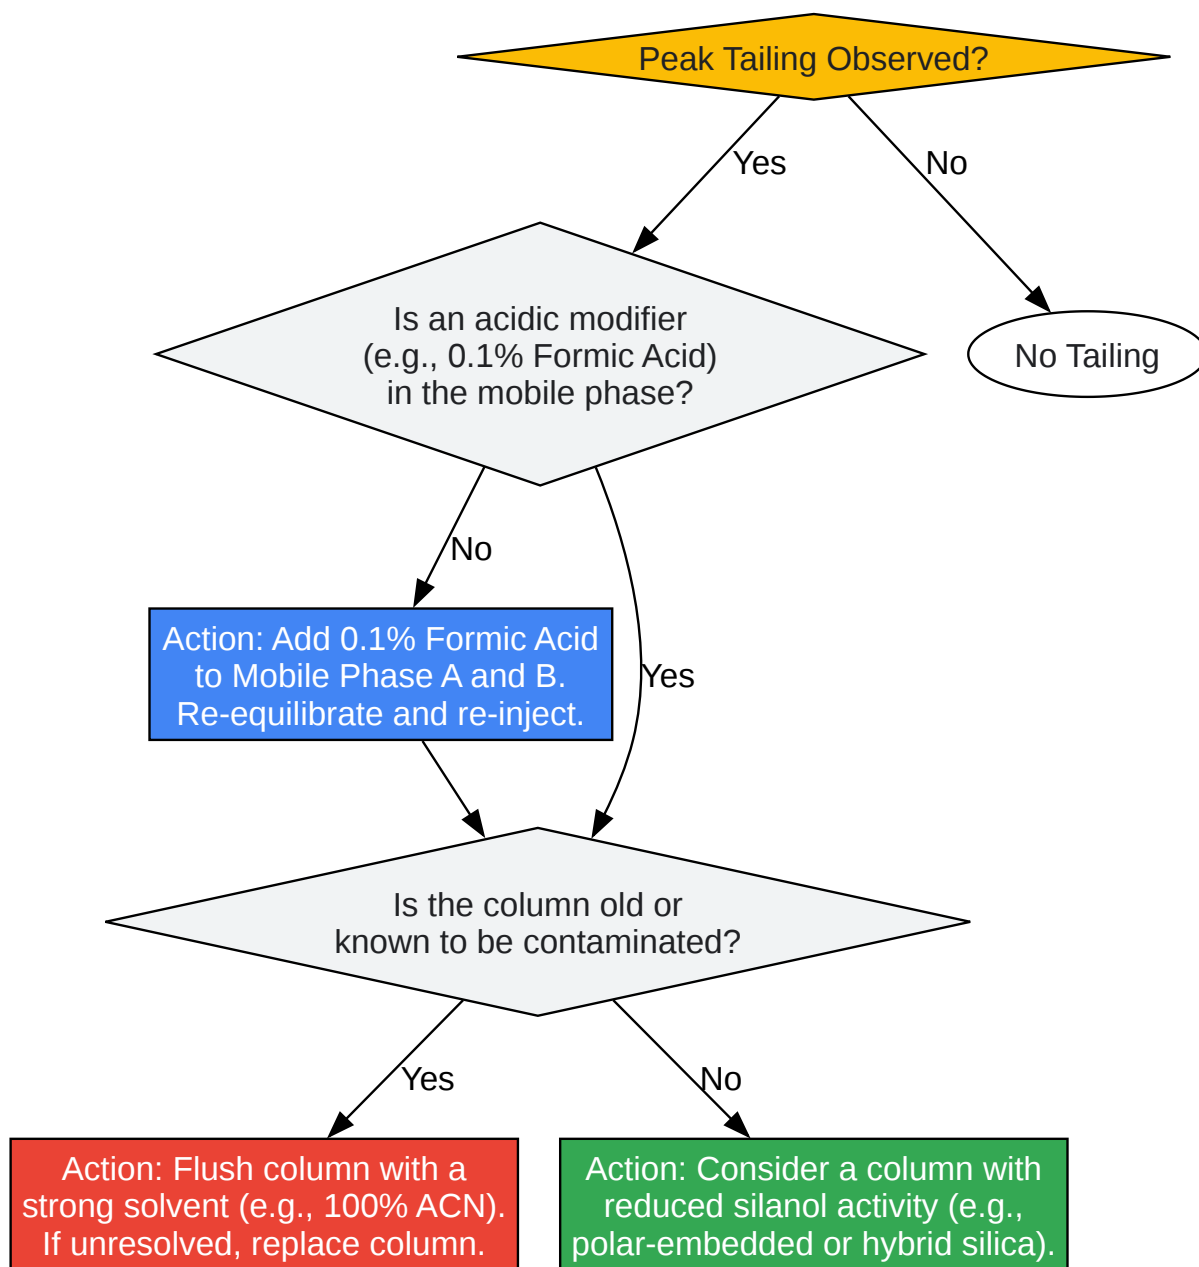 Peak Tailing Observed?
Yes
No
Is an acidic modifier
(e.g., 0.1% Formic Acid)
in the mobile phase?
No Tailing
No
Action: Add 0.1% Formic Acid
to Mobile Phase A and B.
Re-equilibrate and re-inject.
Yes
Is the column old or
known to be contaminated?
Yes
No
Action: Flush column with a
strong solvent (e.g., 100% ACN).
If unresolved, replace column.
Action: Consider a column with
reduced silanol activity (e.g.,
polar-embedded or hybrid silica).